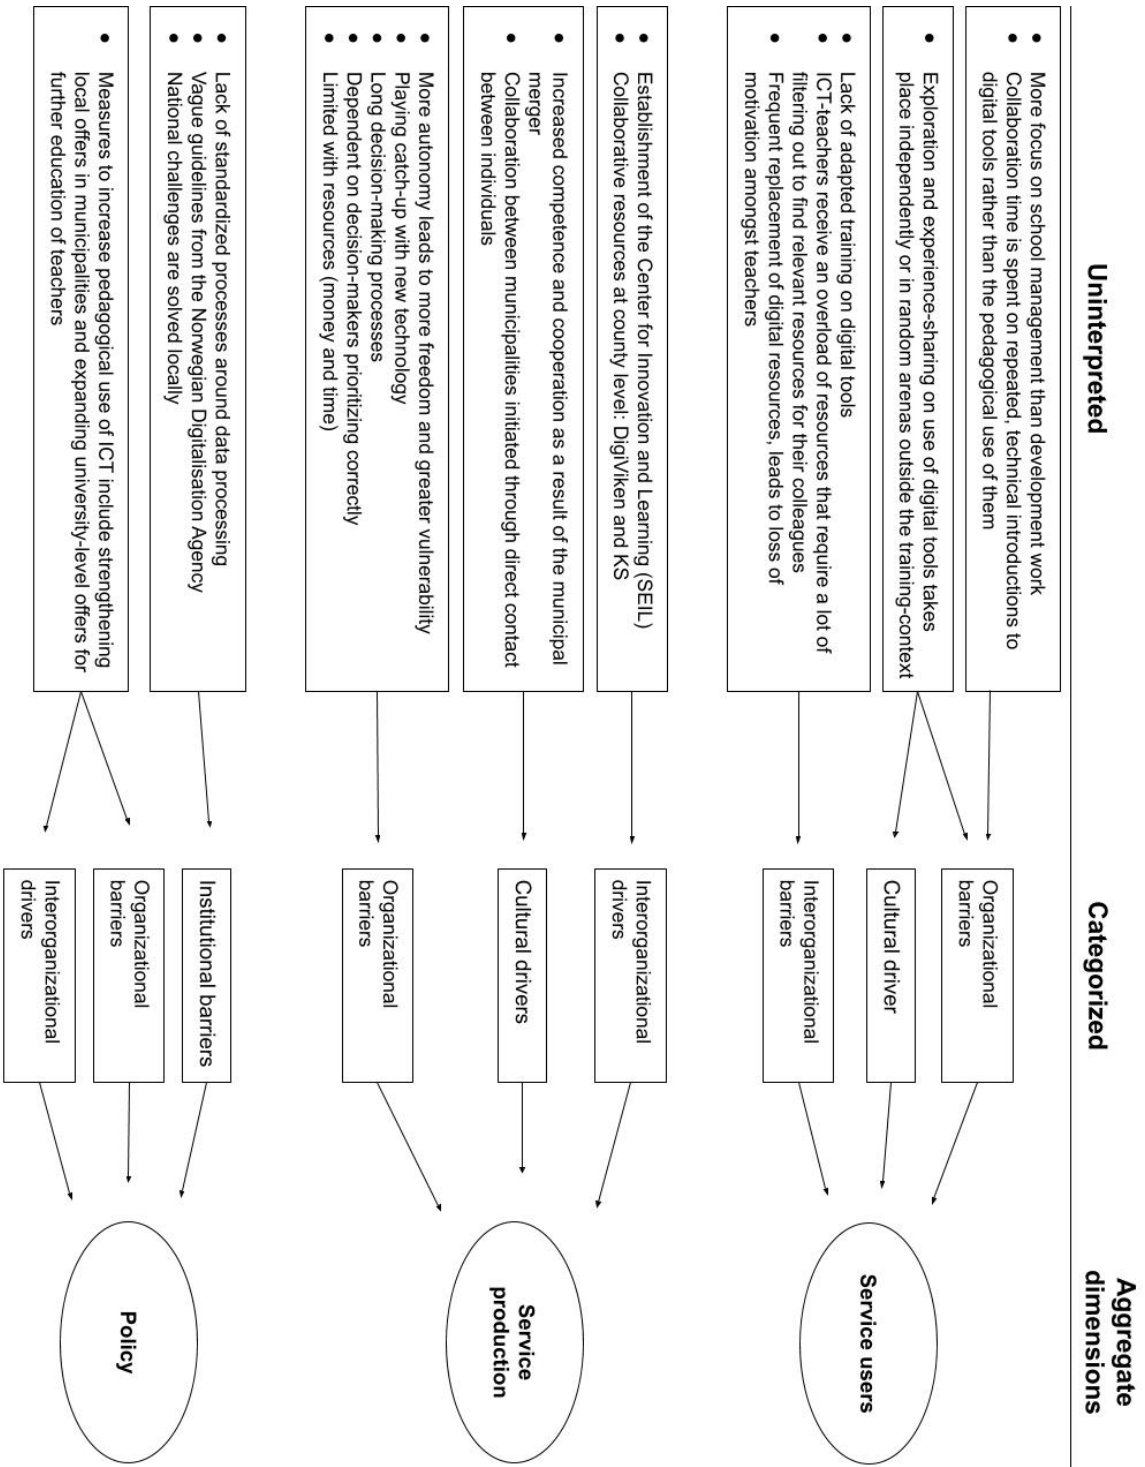 Uninterpreted
Categorized
Aggregate
dimensions
● More focus on school management than development work
● Collaboration time is spent on repeated, technical introductions to
digital tools rather than the pedagogical use of them
● Exploration and experience-sharing on use of digital tools takes
place independently or in random arenas outside the training-context
● Lack of adapted training on digital tools
● ICT-teachers receive an overload of resources that require a lot of
filtering out to find relevant resources for their colleagues
● Frequent replacement of digital resources, leads to loss of
motivation amongst teachers
Organizational
barriers
Cultural driver
Interorganizational
barriers
Service users
● Establishment of the Center for Innovation and Learning (SEIL)
● Collaborative resources at county level: DigiViken and KS
● Increased competence and cooperation as a result of the municipal
merger
● Collaboration between municipalities initiated through direct contact
between individuals
● More autonomy leads to more freedom and greater vulnerability
● Playing catch-up with new technology
● Long decision-making processes
● Dependent on decision-makers prioritizing correctly
● Limited with resources (money and time)
Interorganizational
drivers
Cultural drivers
Organizational
barriers
Service
production
● Lack of standardized processes around data processing
● Vague guidelines from the Norwegian Digitalisation Agency
● National challenges are solved locally
● Measures to increase pedagogical use of ICT include strengthening
local offers in municipalities and expanding university-level offers for
further education of teachers
Institutional barriers
Organizational
barriers
Interorganizational
drivers
Policy